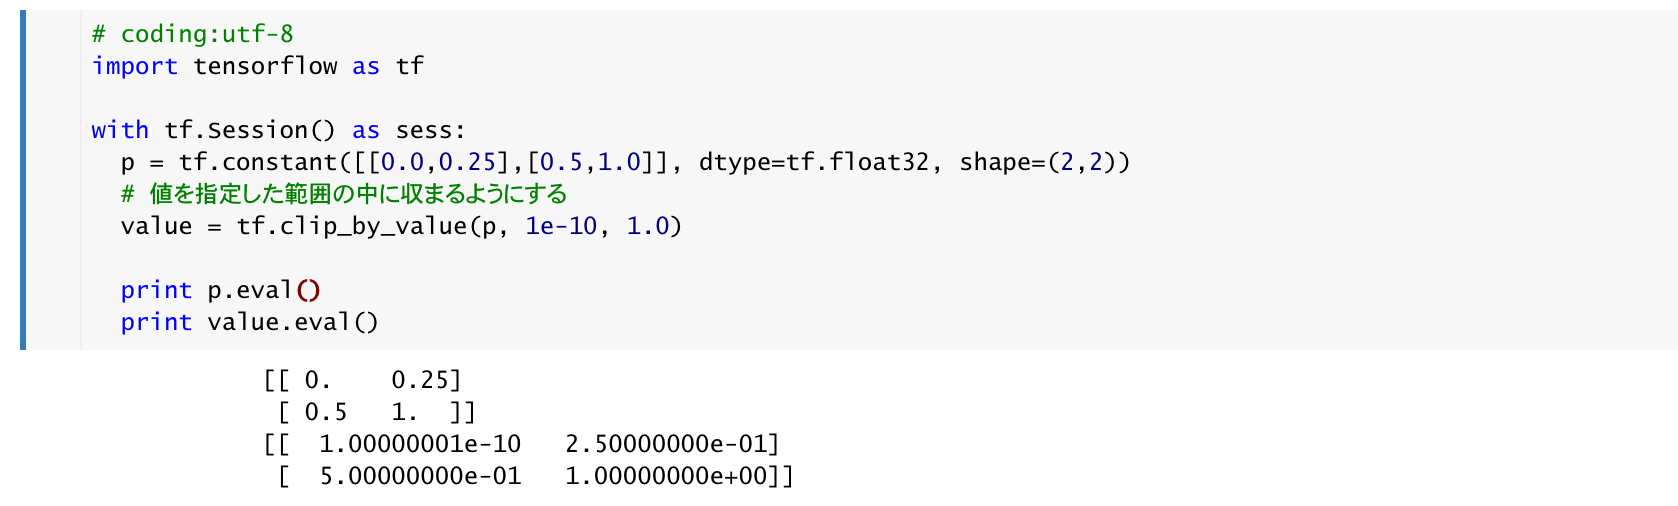 # coding:utf-8
import tensorflow as tf
with tf.Session() as sess:
p = tf.constant([[0.0,0.25],[0.5,1.0]], dtype=tf.float32, shape=(2,2))
# 値を指定した範囲の中に収まるようにする
value = tf.clip_by_value(p, 1e-10, 1.0)
print p.eval()
print value.eval()
[[ 0.    0.25]
[ 0.5   1.  ]]
[[  1.00000001e-10   2.50000000e-01]
[  5.00000000e-01   1.00000000e+00]]